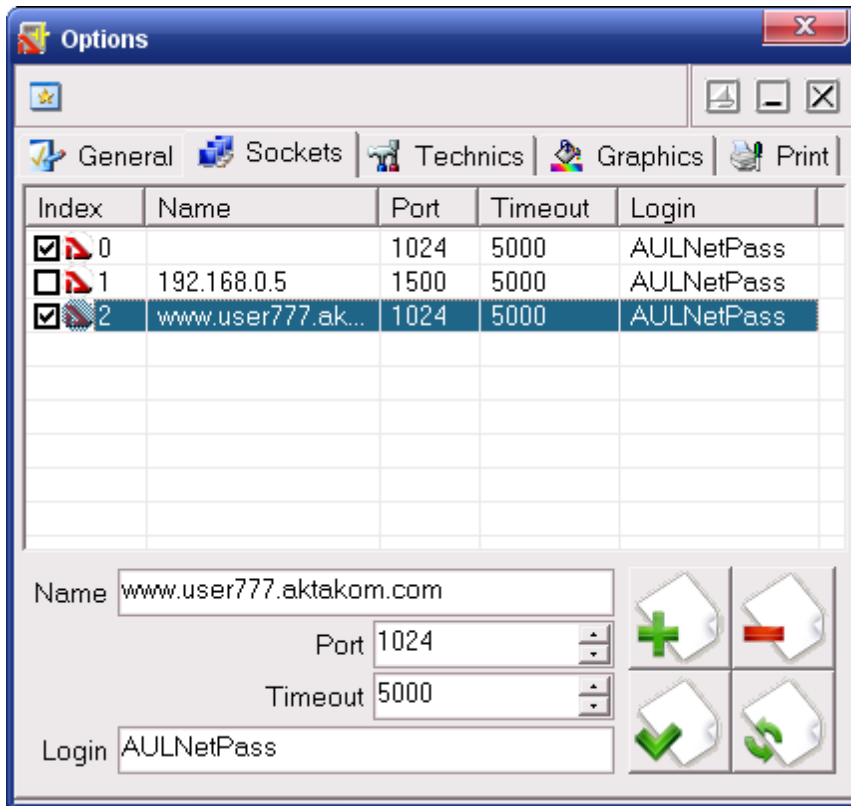 Options
General Sockets Technics Graphics Print
Index Name Port Timeout Login
0 1024 5000 AULNetPass
1 192.168.0.5 1500 5000 AULNetPass
2 www.user777.ak... 1024 5000 AULNetPass
Name www.user777.aktakom.com
Port 1024
Timeout 5000
Login AULNetPass